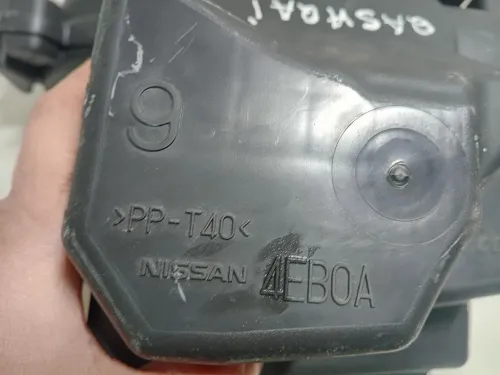 QASHQAI
9
>PP-T40<
NISSAN 4EB0A